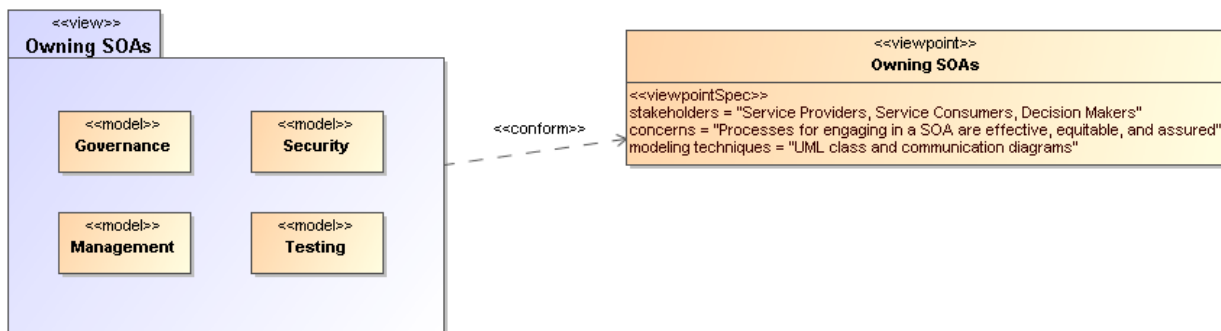 <<view>>
Owning SOAs
<<model>>
Governance
<<model>>
Security
<<model>>
Management
<<model>>
Testing
<<conform>>
<<viewpoint>>
Owning SOAs
<<viewpointSpec>>
stakeholders = "Service Providers, Service Consumers, Decision Makers"
concerns = "Processes for engaging in a SOA are effective, equitable, and assured"
modeling techniques = "UML class and communication diagrams"